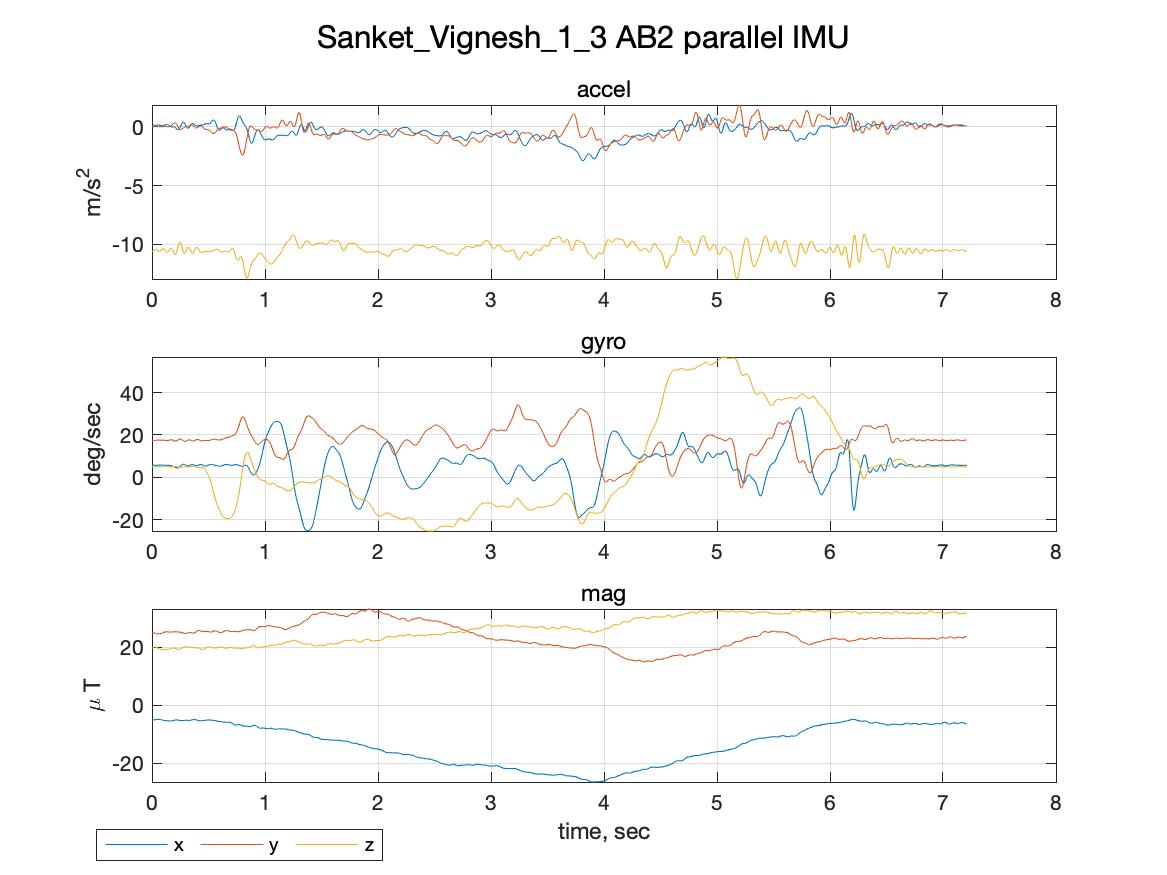 Sanket_Vignesh_1_3 AB2 parallel IMU
accel
m/s²
0
-5
-10
0 1 2 3 4 5 6 7 8
gyro
deg/sec
40
20
0
-20
0 1 2 3 4 5 6 7 8
mag
μ T
20
0
-20
0 1 2 3 4 5 6 7 8
time, sec
x y z